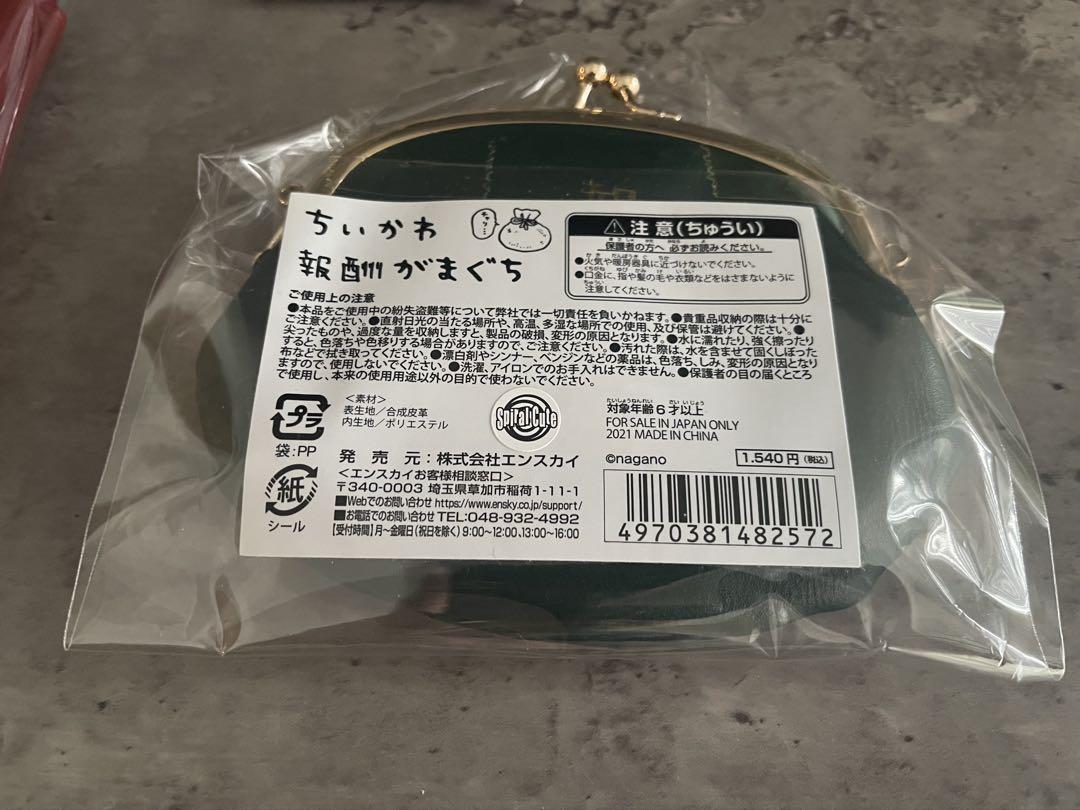 ちいかわ
報酬がまぐち
チャリ…
注意(ちゅうい)
保護者の方へ 必ずお読みください。
●火気や暖房器具に近づけないでください。
●口金に、指や髪の毛や衣類などをはさまないように
注意してください。
ご使用上の注意
●本品をご使用中の紛失盗難等について弊社では一切責任を負いかねます。●貴重品収納の際は十分に
ご注意ください。●直射日光の当たる場所や、高温、多湿な場所での使用、及び保管は避けてください。●
尖ったものや、過度な量を収納しますと、製品の破損、変形の原因となります。●水に濡れたり、強く擦ったり
すると、色落ちや色移りする場合がありますので、ご注意ください。●汚れた際は、水を含ませて固くしぼった
布などで拭き取ってください。●漂白剤やシンナー、ベンジンなどの薬品は、色落ち、しみ、変形の原因となり
ますので、使用しないでください。●洗濯、アイロンでのお手入れはできません。●保護者の目の届くところ
で使用し、本来の使用用途以外の目的で使わないでください。
プラ
袋:PP
紙
シール
<素材>
表生地/合成皮革
内生地/ポリエステル
Spiral Cute
対象年齢6才以上
FOR SALE IN JAPAN ONLY
2021 MADE IN CHINA
発売元:株式会社エンスカイ
<エンスカイお客様相談窓口>
〒340-0003 埼玉県草加市稲荷1-11-1
■Webでのお問い合わせ https://www.ensky.co.jp/support/
■お電話でのお問い合わせ TEL:048-932-4992
【受付時間】月~金曜日(祝日を除く)9:00~12:00、13:00~16:00
©nagano
1.540円(税込)
4970381482572